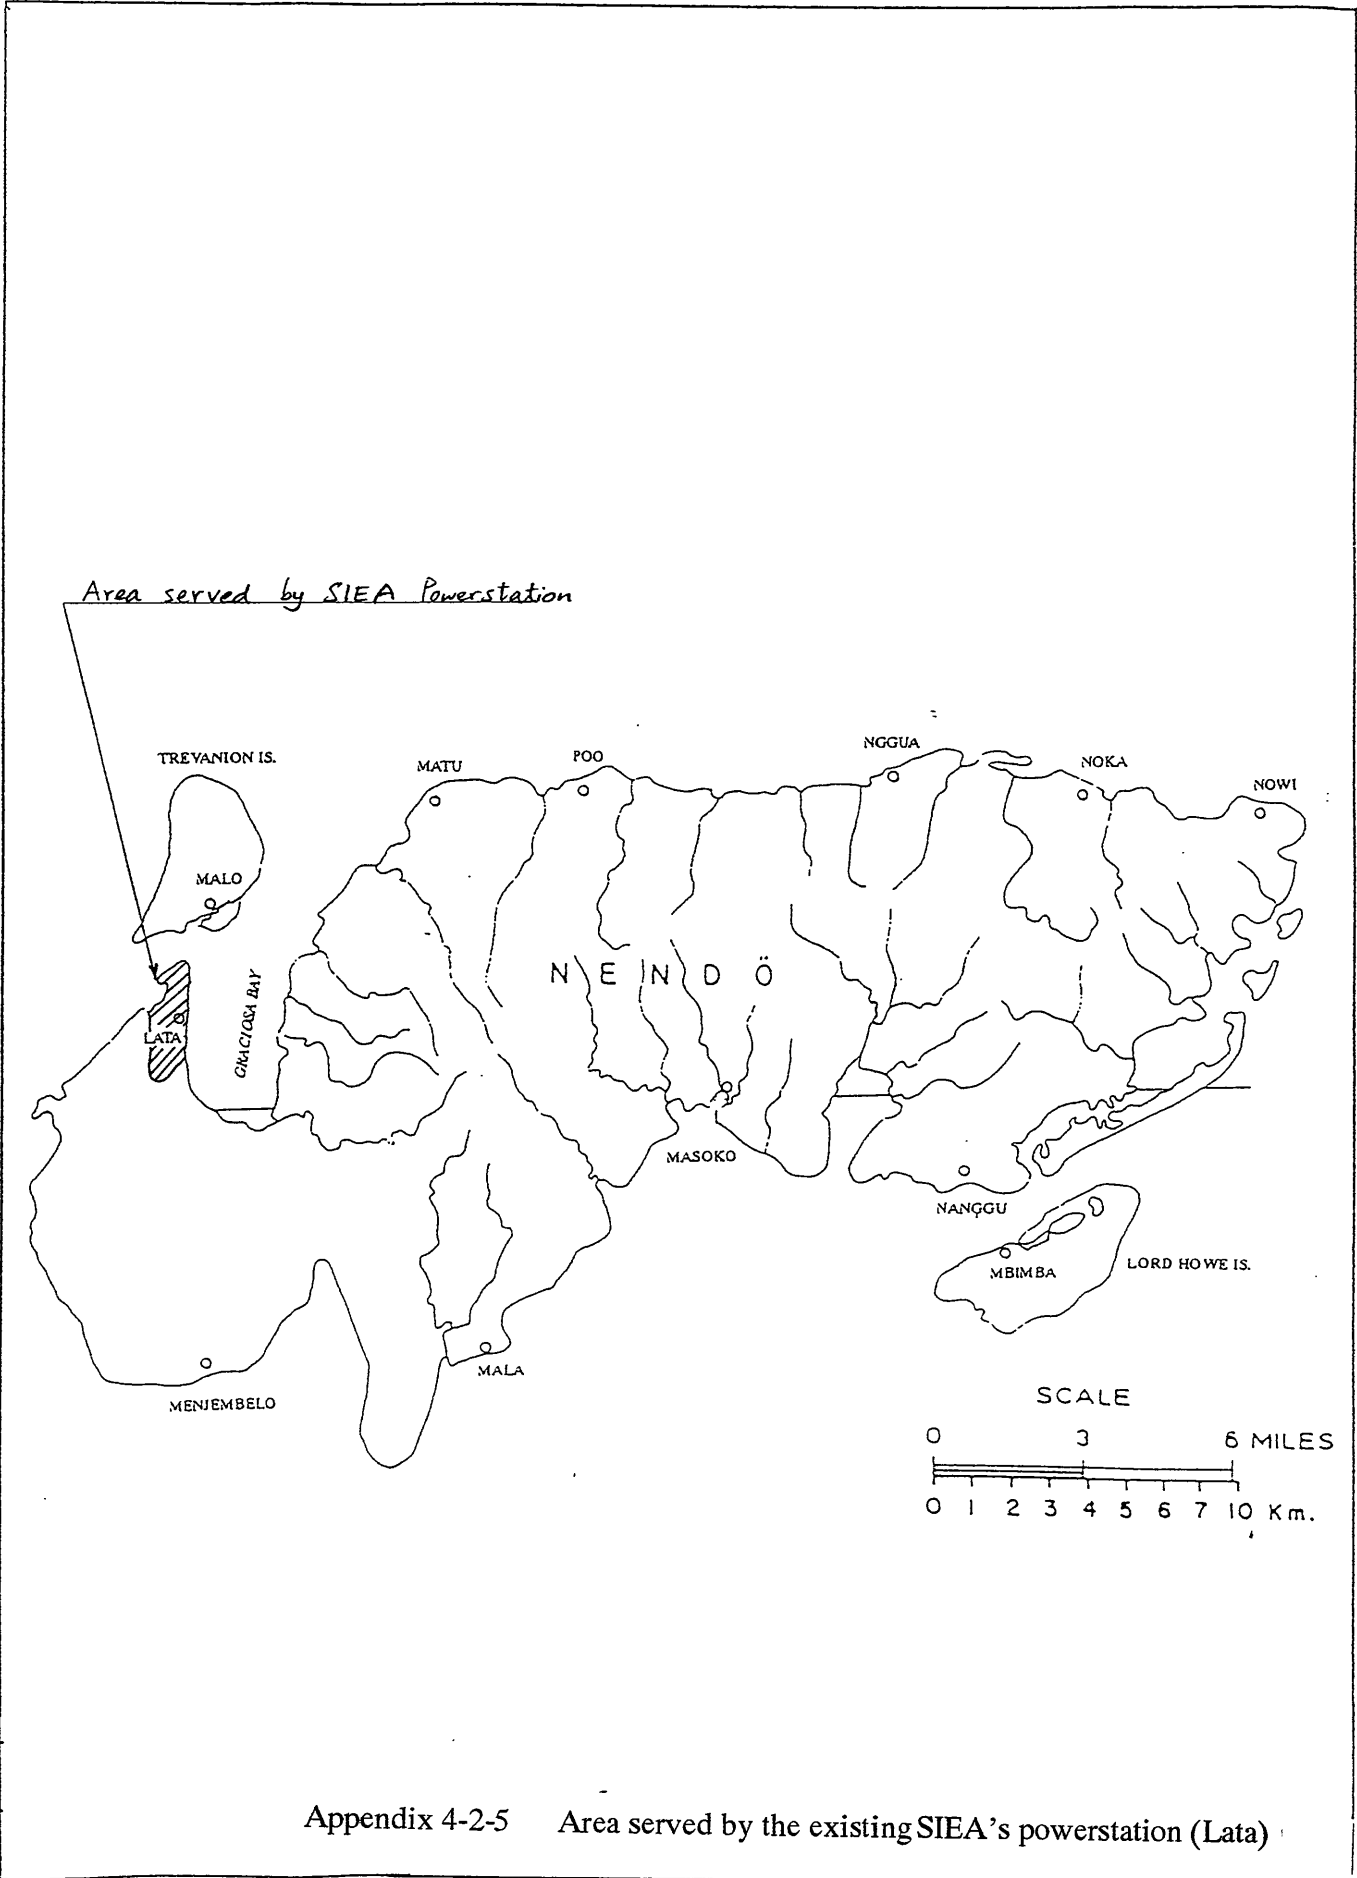 Area served by SIEA Powerstation
TREVANION IS.
MATU
POO
NGGUA
NOKA
NOWI
MALO
GRACIOSA BAY
NENDÖ
LATA
MASOKO
NANGGU
MBIMBA
LORD HOWE IS.
MALA
MENJEMBELO
SCALE
0 3 6 MILES
0 1 2 3 4 5 6 7 10 Km.
Appendix 4-2-5 Area served by the existing SIEA's powerstation (Lata)